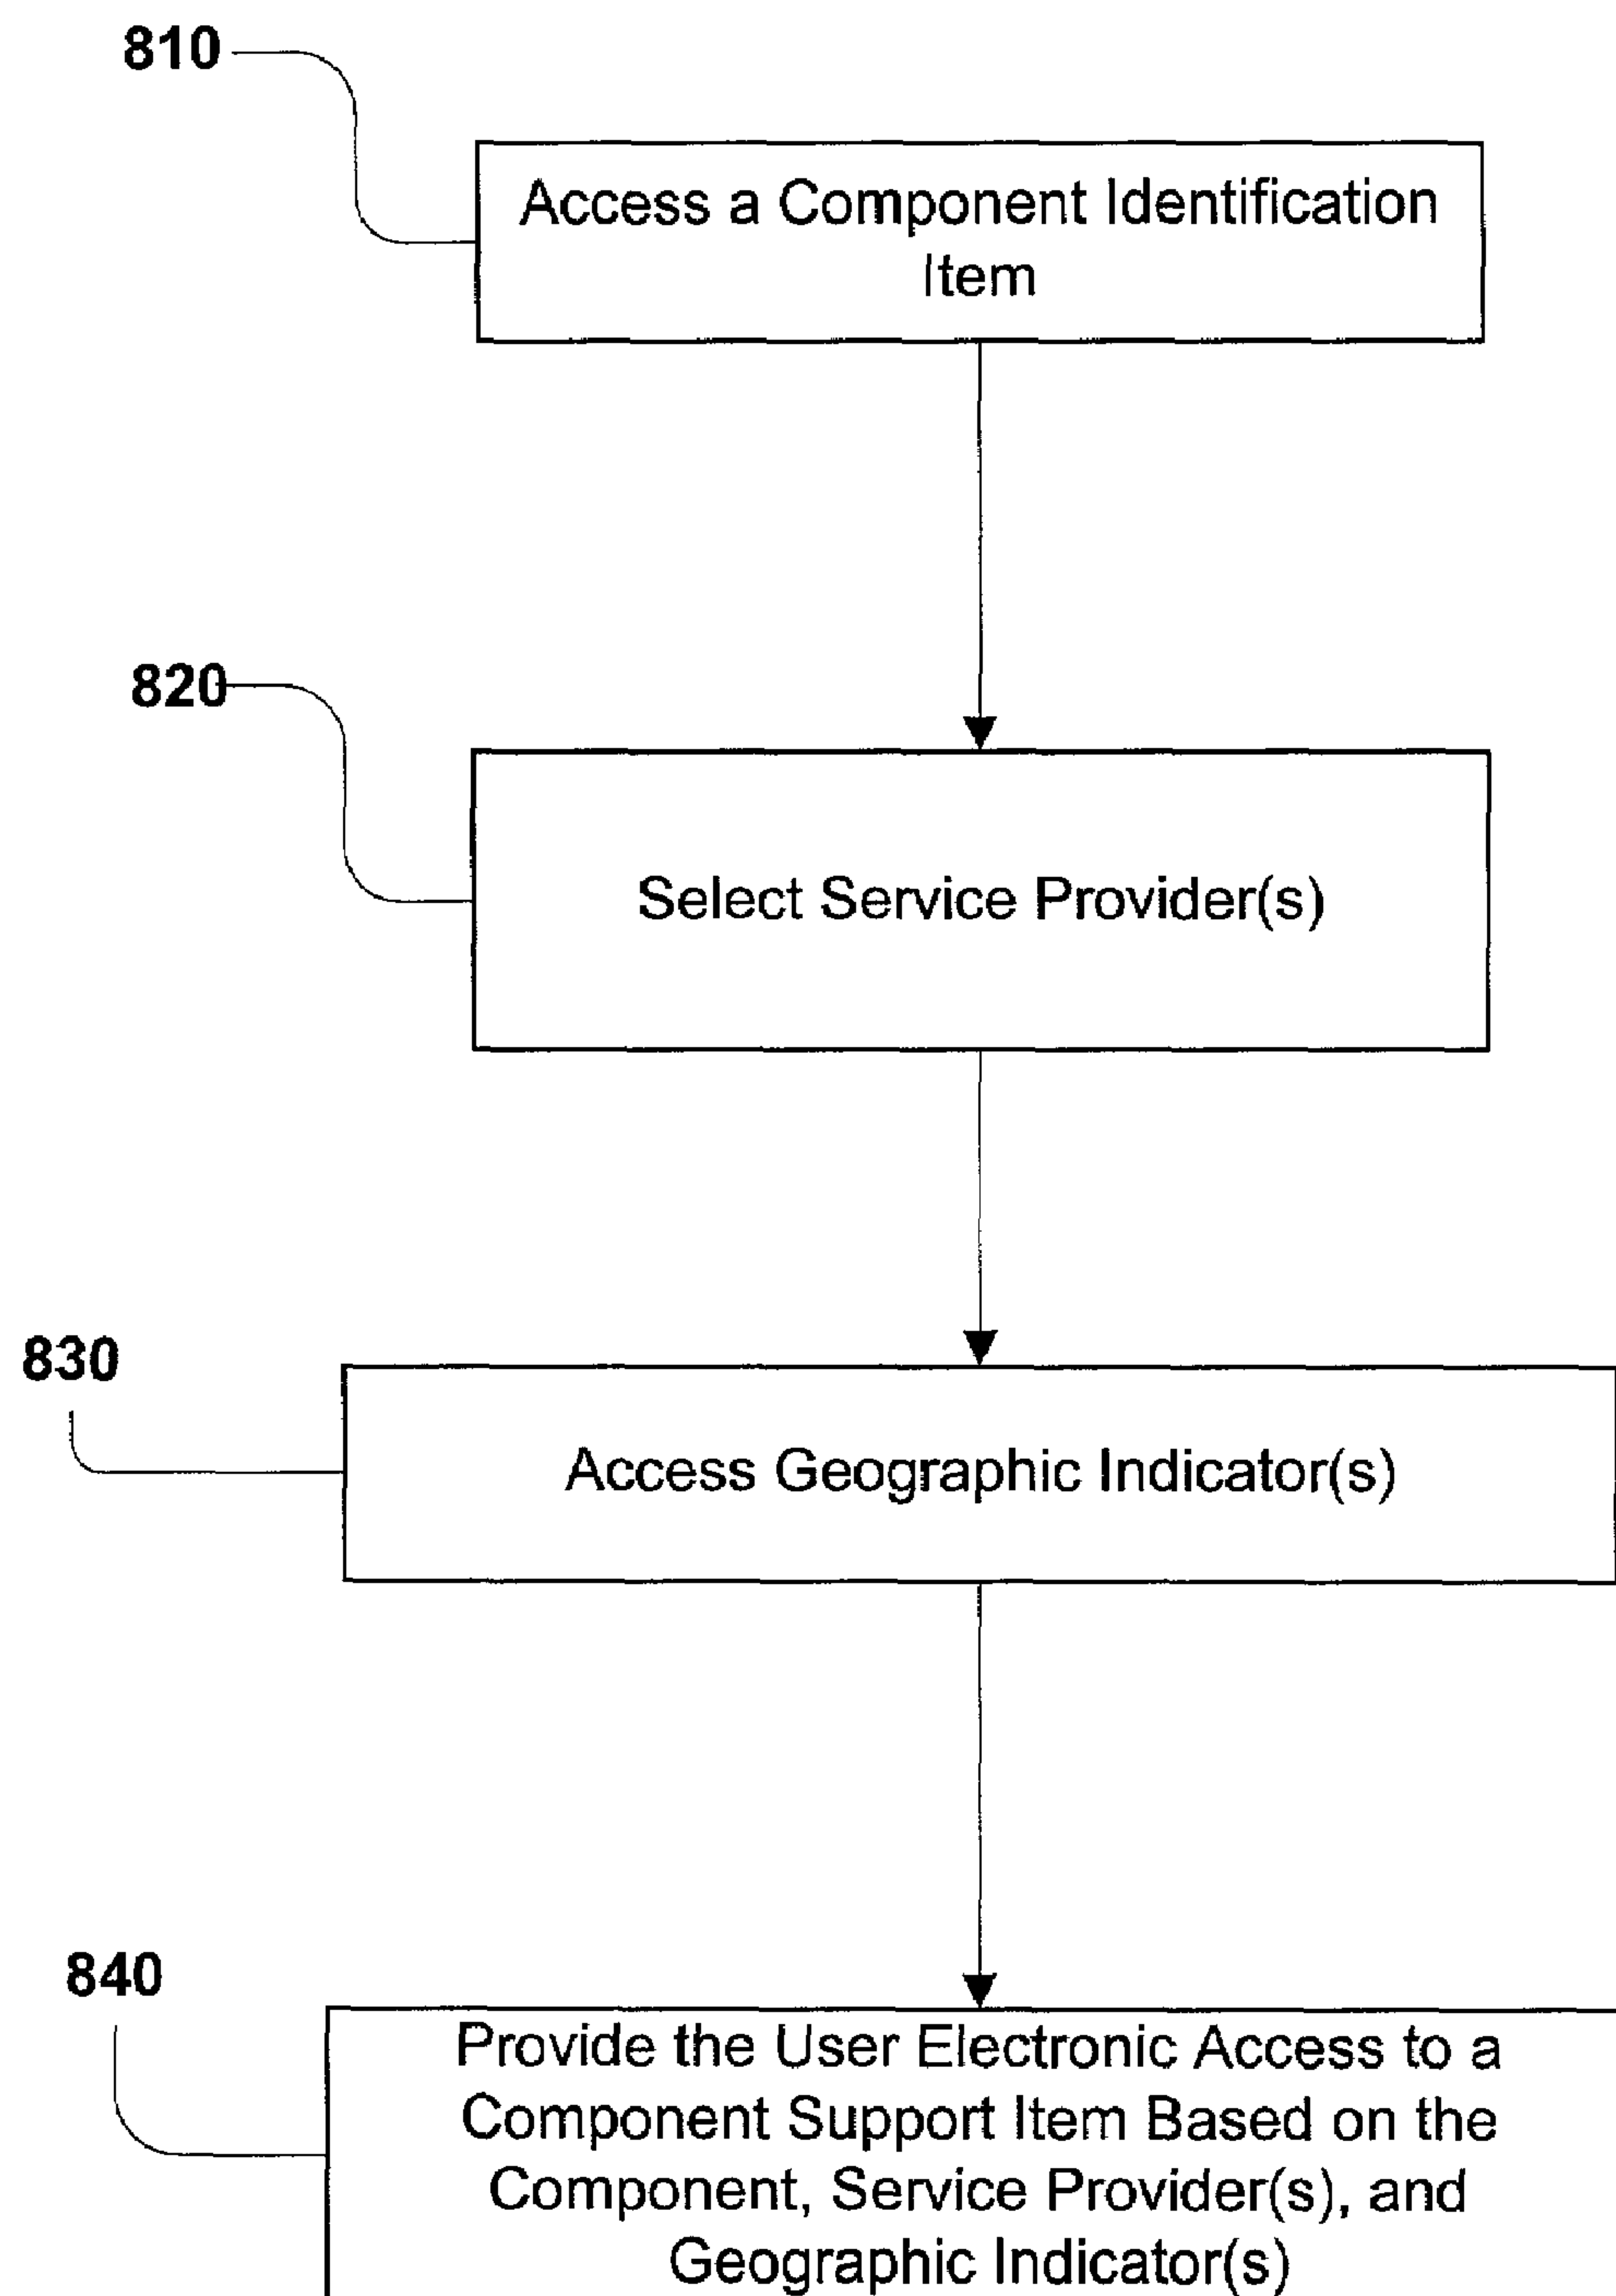 810
Access a Component Identification
Item
820
Select Service Provider(s)
830
Access Geographic Indicator(s)
840
Provide the User Electronic Access to a
Component Support Item Based on the
Component, Service Provider(s), and
Geographic Indicator(s)